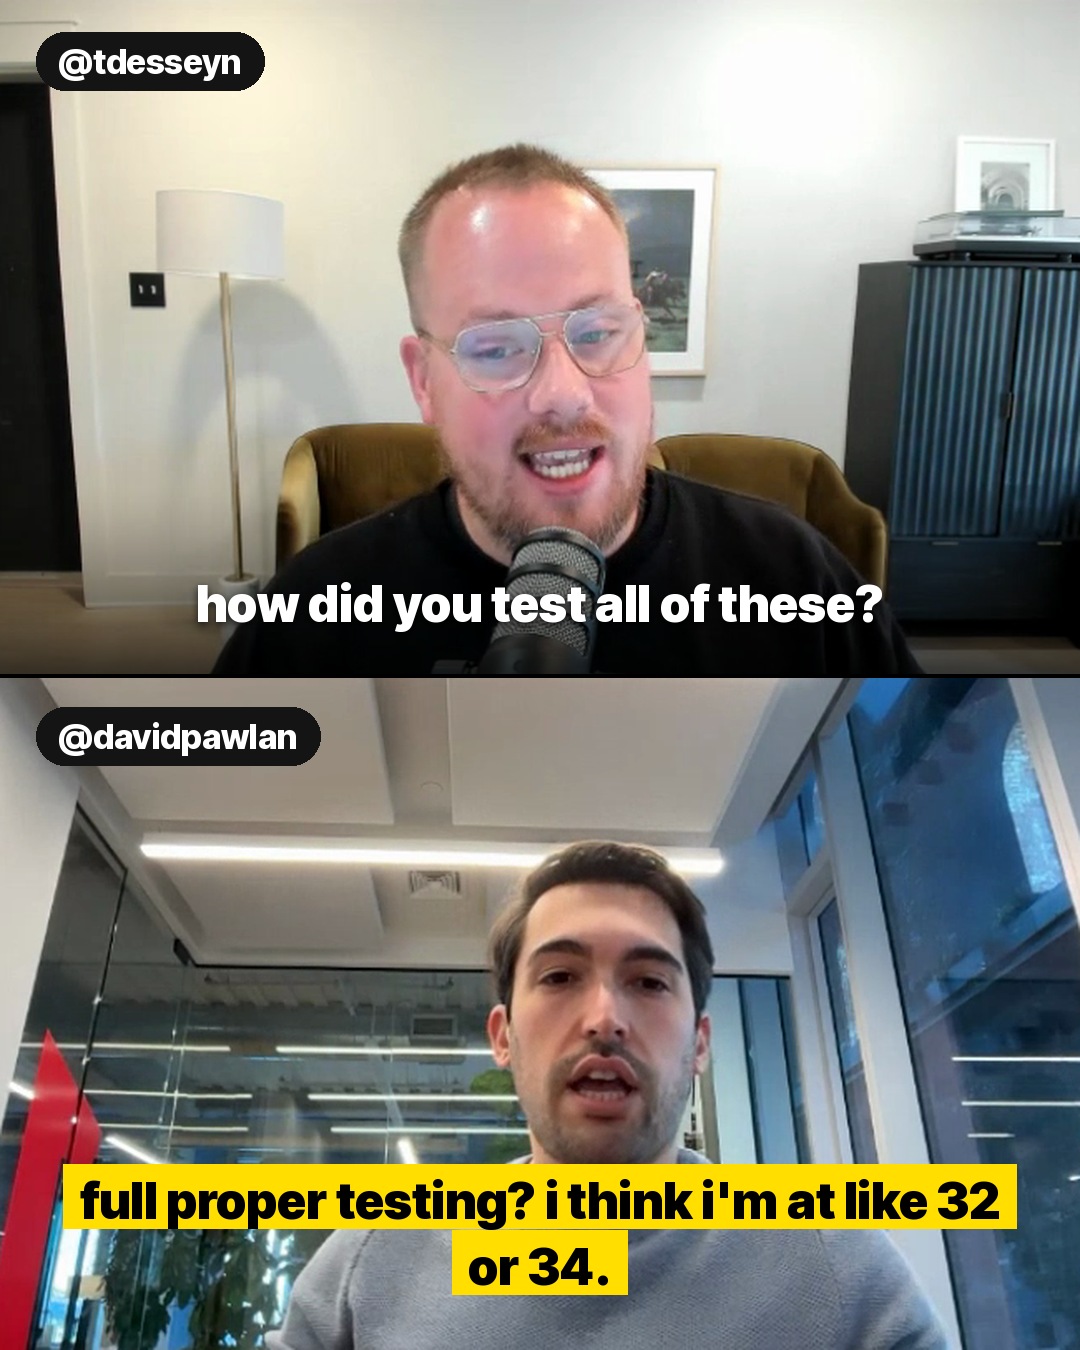 @tdesseyn
how did you test all of these?
@davidpawlan
full proper testing? i think i'm at like 32
or 34.